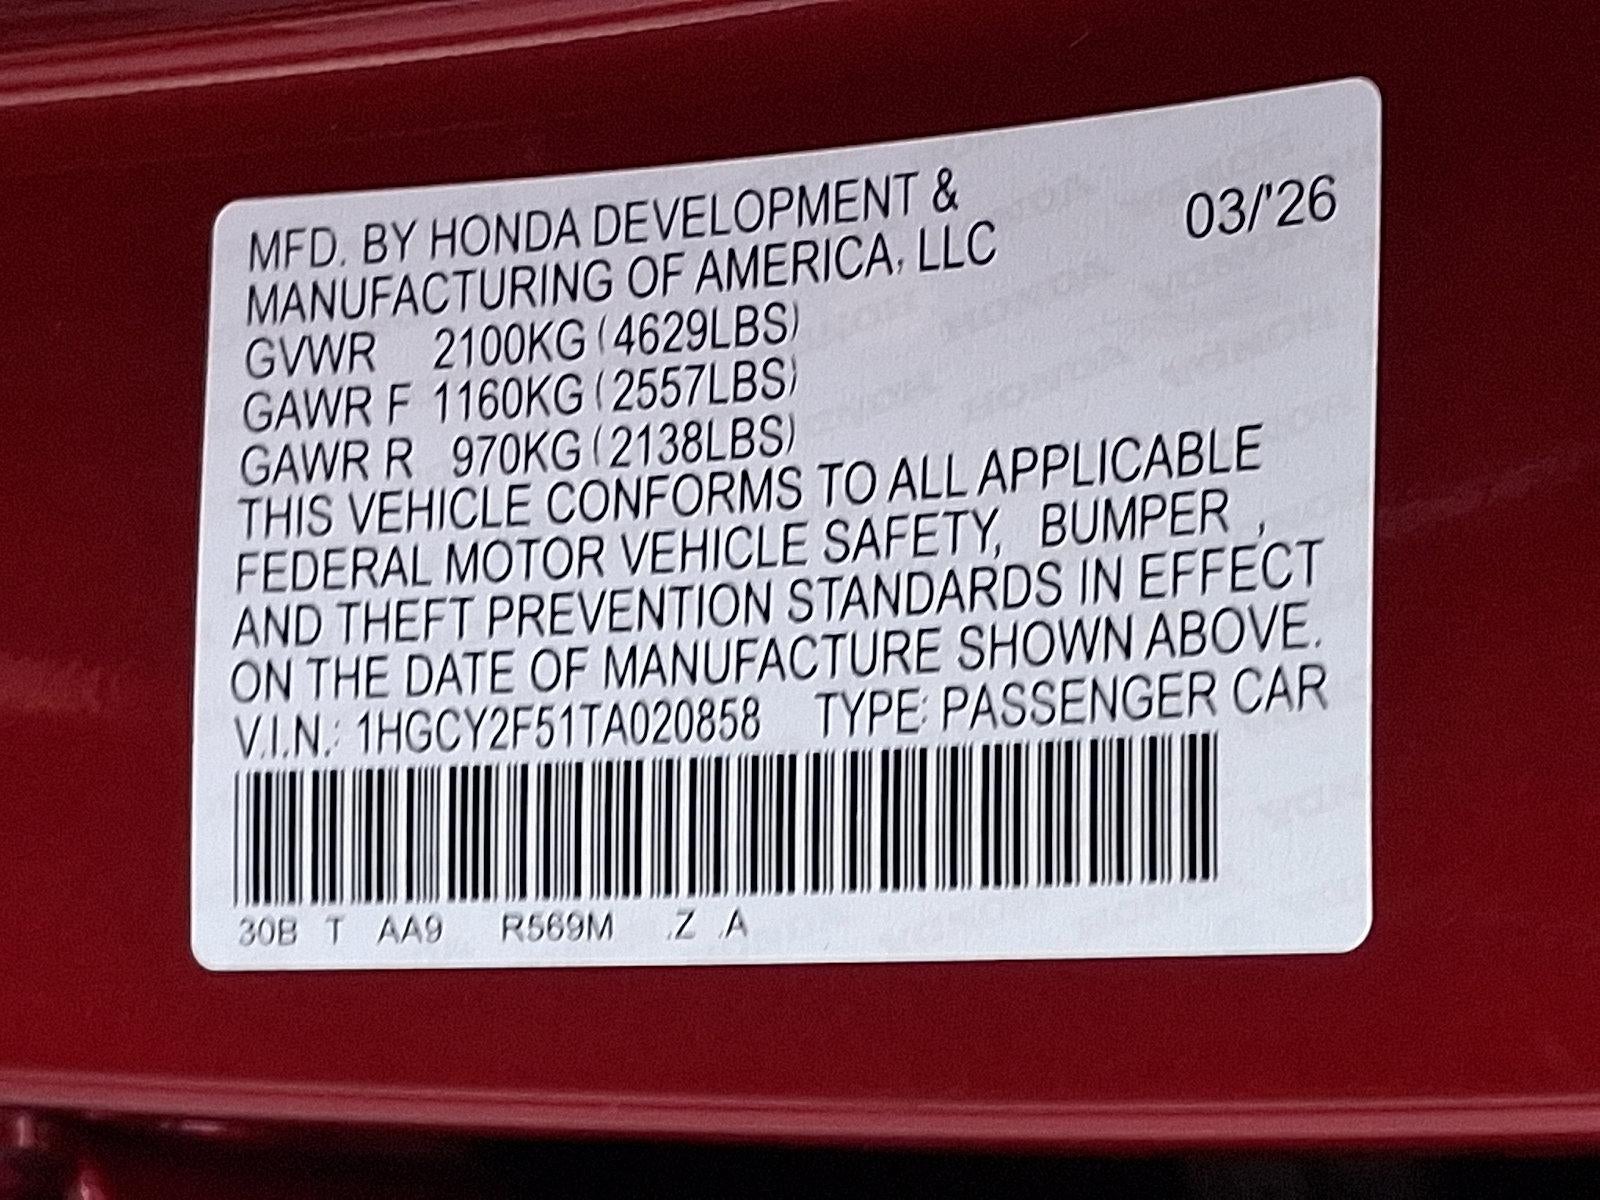 MFD. BY HONDA DEVELOPMENT &
MANUFACTURING OF AMERICA, LLC
03/'26
GVWR 2100KG (4629LBS)
GAWR F 1160KG (2557LBS)
GAWR R 970KG (2138LBS)
THIS VEHICLE CONFORMS TO ALL APPLICABLE
FEDERAL MOTOR VEHICLE SAFETY, BUMPER ,
AND THEFT PREVENTION STANDARDS IN EFFECT
ON THE DATE OF MANUFACTURE SHOWN ABOVE.
V.I.N.: 1HGCY2F51TA020858 TYPE: PASSENGER CAR
30B T AA9 R569M .Z .A